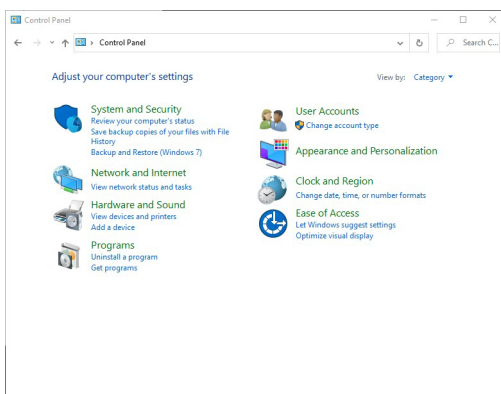 Control Panel
Control Panel
Search C...
Adjust your computer's settings
View by: Category
System and Security
Review your computer's status
Save backup copies of your files with File
History
Backup and Restore (Windows 7)
Network and Internet
View network status and tasks
Hardware and Sound
View devices and printers
Add a device
Programs
Uninstall a program
Get programs
User Accounts
Change account type
Appearance and Personalization
Clock and Region
Change date, time, or number formats
Ease of Access
Let Windows suggest settings
Optimize visual display